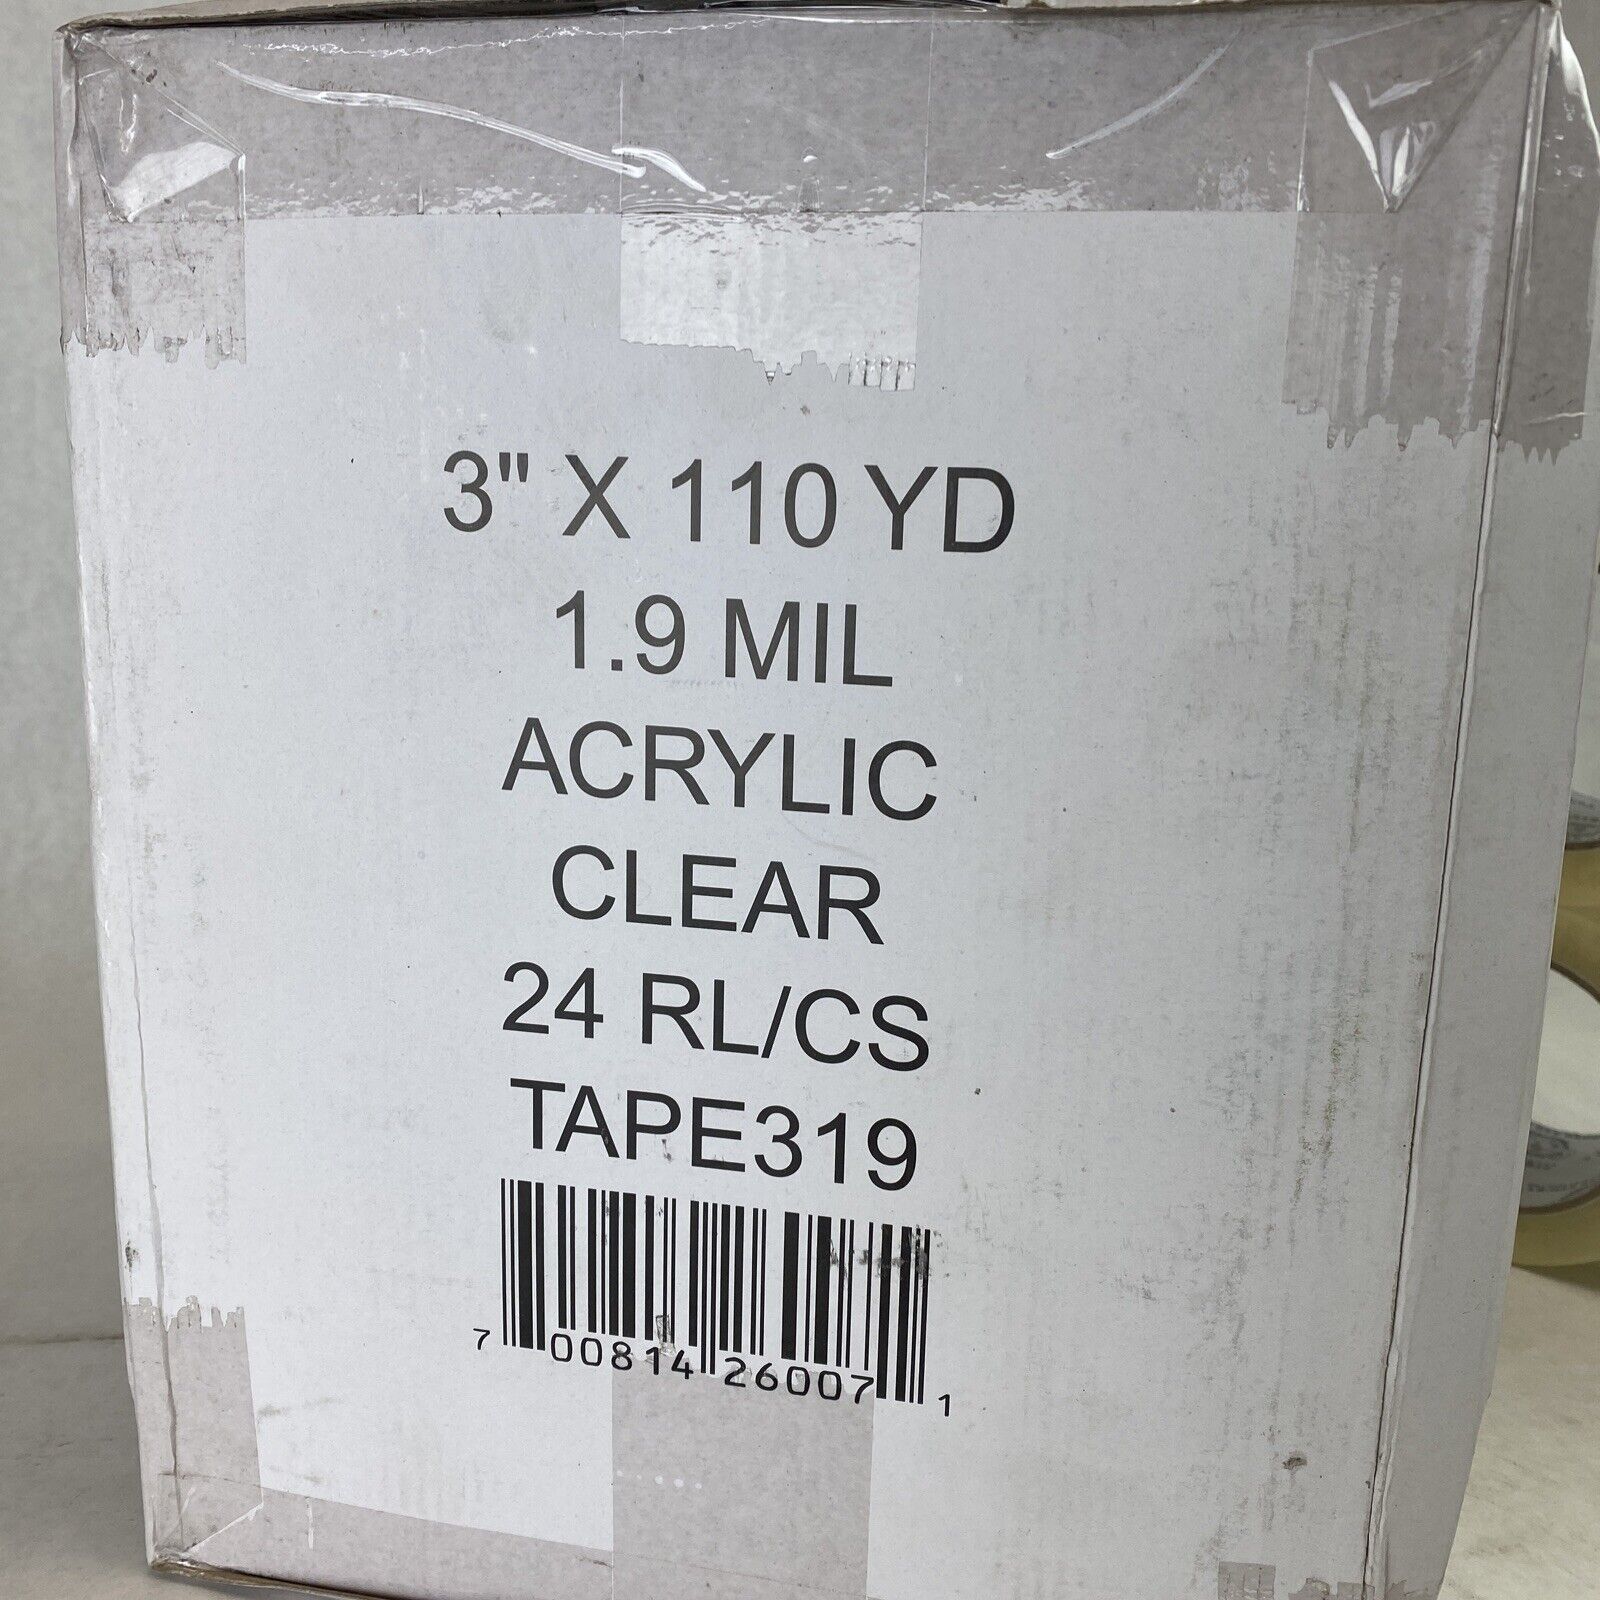 3" X 110 YD
1.9 MIL
ACRYLIC
CLEAR
24 RL/CS
TAPE319
7 00814 26007 1